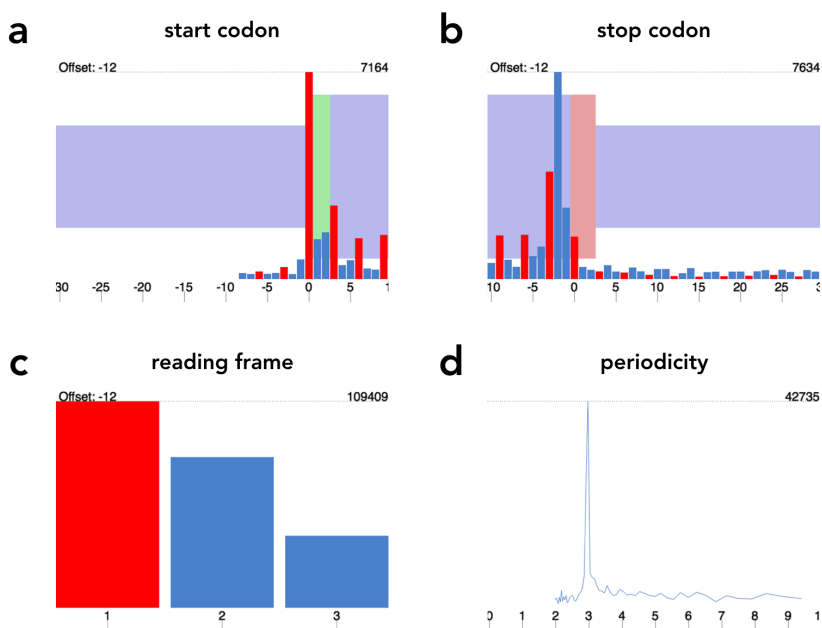 a start codon
Offset: -12 7164
30 -25 -20 -15 -10 -5 0 5 1
b stop codon
Offset: -12 7634
10 -5 0 5 10 15 20 25 3
c reading frame
Offset: -12 109409
1 2 3
d periodicity
42735
0 1 2 3 4 5 6 7 8 9 1